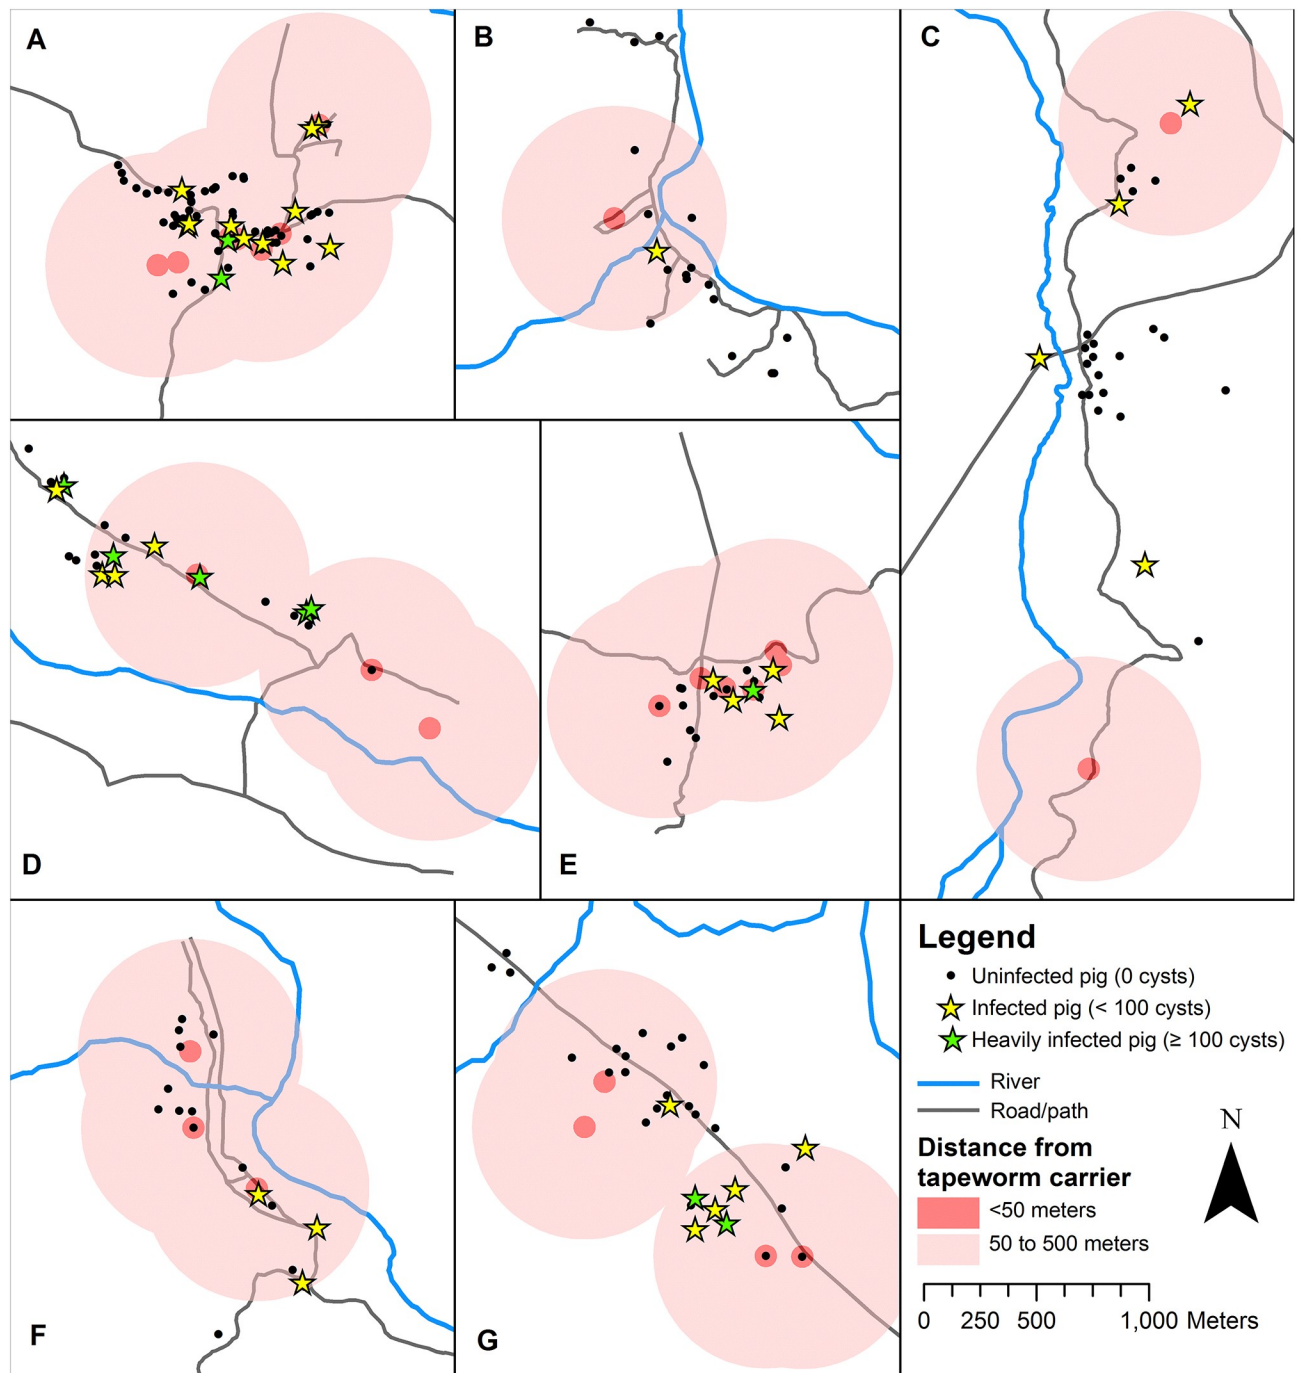 A
B
C
D
E
F
G
Legend
Uninfected pig (0 cysts)
Infected pig (< 100 cysts)
Heavily infected pig (≥ 100 cysts)
River
Road/path
N
Distance from
tapeworm carrier
<50 meters
50 to 500 meters
0 250 500 1,000 Meters